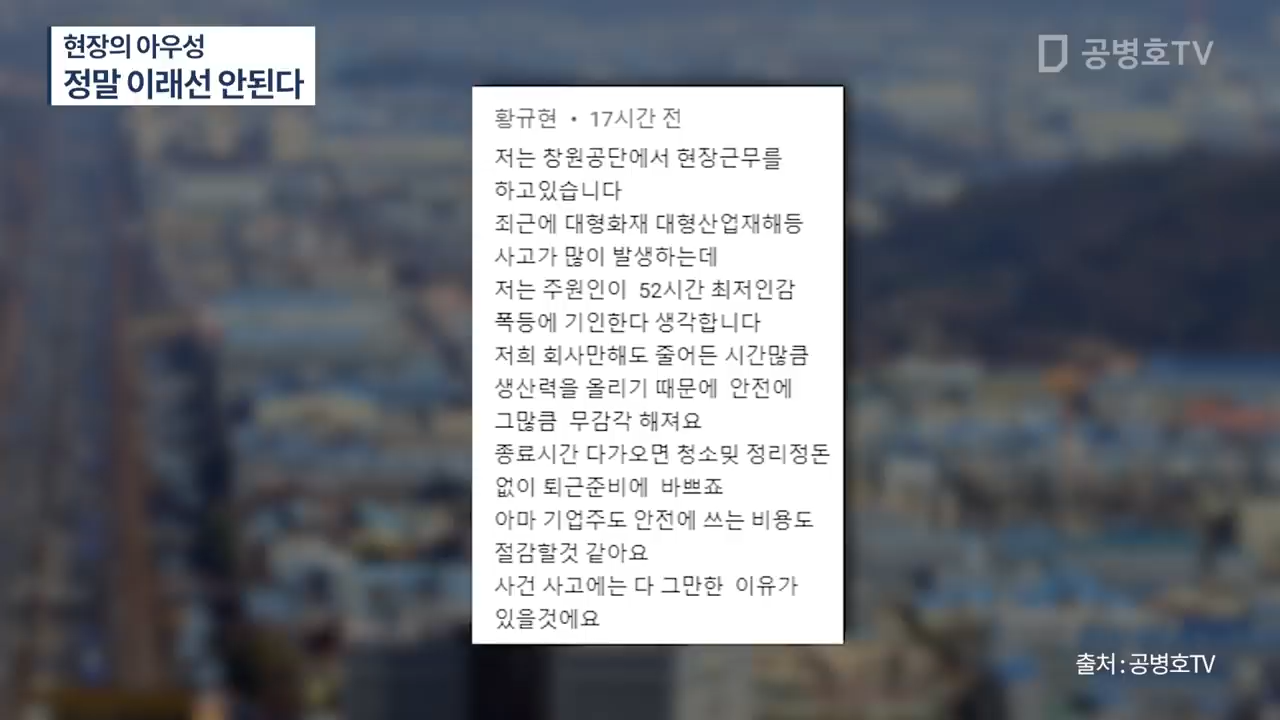 현장의 아우성
정말 이래선 안된다
공병호TV
황규현 • 17시간 전
저는 창원공단에서 현장근무를
하고있습니다
죄근에 대형화재 대형산업재해등
사고가 많이 발생하는데
저는 주원인이 52시간 최저인감
폭등에 기인한다 생각합니다
저희 회사만해도 줄어든 시간많큼
생산력을 올리기 때문에 안전에
그많큼 무감각 해져요
종료시간 다가오면 청소밎 정리정돈
없이 퇴근준비에 바쁘죠
아마 기업주도 안전에 쓰는 비용도
절감할것 같아요
사건 사고에는 다 그만한 이유가
있을것에요
출처 : 공병호TV